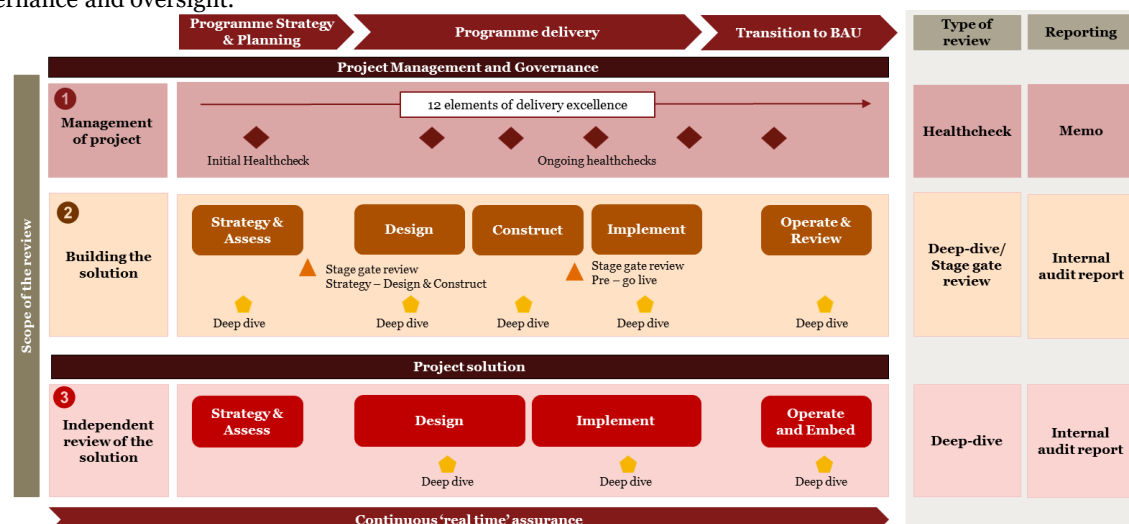 ernance and oversight.
Programme Strategy
& Planning
Programme delivery
Transition to BAU
Type of
review
Reporting
Scope of the review
Project Management and Governance
1
Management
of project
12 elements of delivery excellence
Initial Healthcheck
Ongoing healthchecks
Healthcheck
Memo
2
Building the
solution
Strategy &
Assess
Design
Construct
Implement
Operate &
Review
Stage gate review
Strategy – Design & Construct
Stage gate review
Pre – go live
Deep dive
Deep dive
Deep dive
Deep dive
Deep dive
Deep-dive/
Stage gate
review
Internal
audit report
Project solution
3
Independent
review of the
solution
Strategy &
Assess
Design
Implement
Operate
and Embed
Deep dive
Deep dive
Deep dive
Deep-dive
Internal
audit report
Continuous ‘real time’ assurance